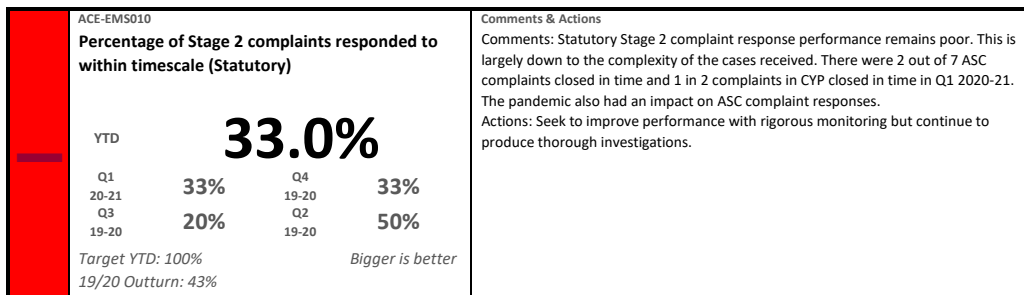 ACE-EMS010
Percentage of Stage 2 complaints responded to
within timescale (Statutory)
YTD 33.0%
Q1 20-21 33% Q4 19-20 33%
Q3 19-20 20% Q2 19-20 50%
Target YTD: 100% Bigger is better
19/20 Outturn: 43%
Comments & Actions
Comments: Statutory Stage 2 complaint response performance remains poor. This is
largely down to the complexity of the cases received. There were 2 out of 7 ASC
complaints closed in time and 1 in 2 complaints in CYP closed in time in Q1 2020-21.
The pandemic also had an impact on ASC complaint responses.
Actions: Seek to improve performance with rigorous monitoring but continue to
produce thorough investigations.